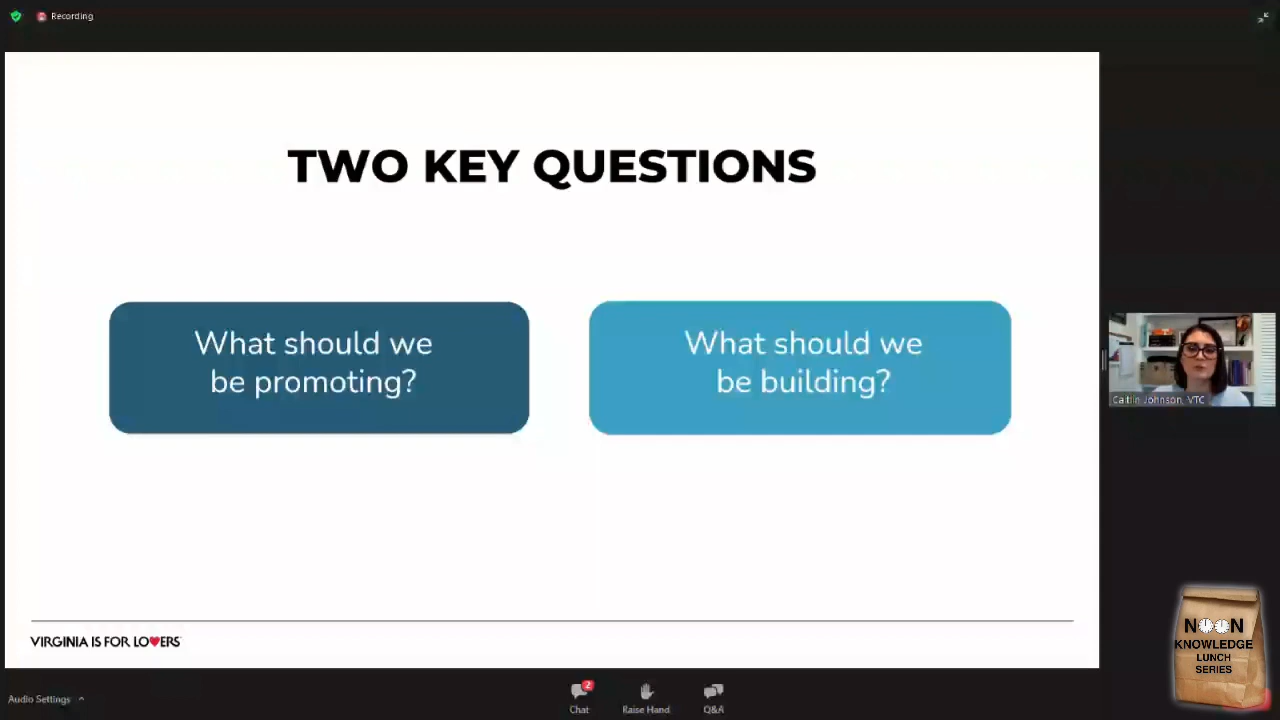 Recording
TWO KEY QUESTIONS
What should we
be promoting?
What should we
be building?
Caitlin Johnson, VTC
VIRGINIA IS FOR LOVERS
NOON
KNOWLEDGE
LUNCH
SERIES
Audio Settings
2
Chat
Raise Hand
Q&A